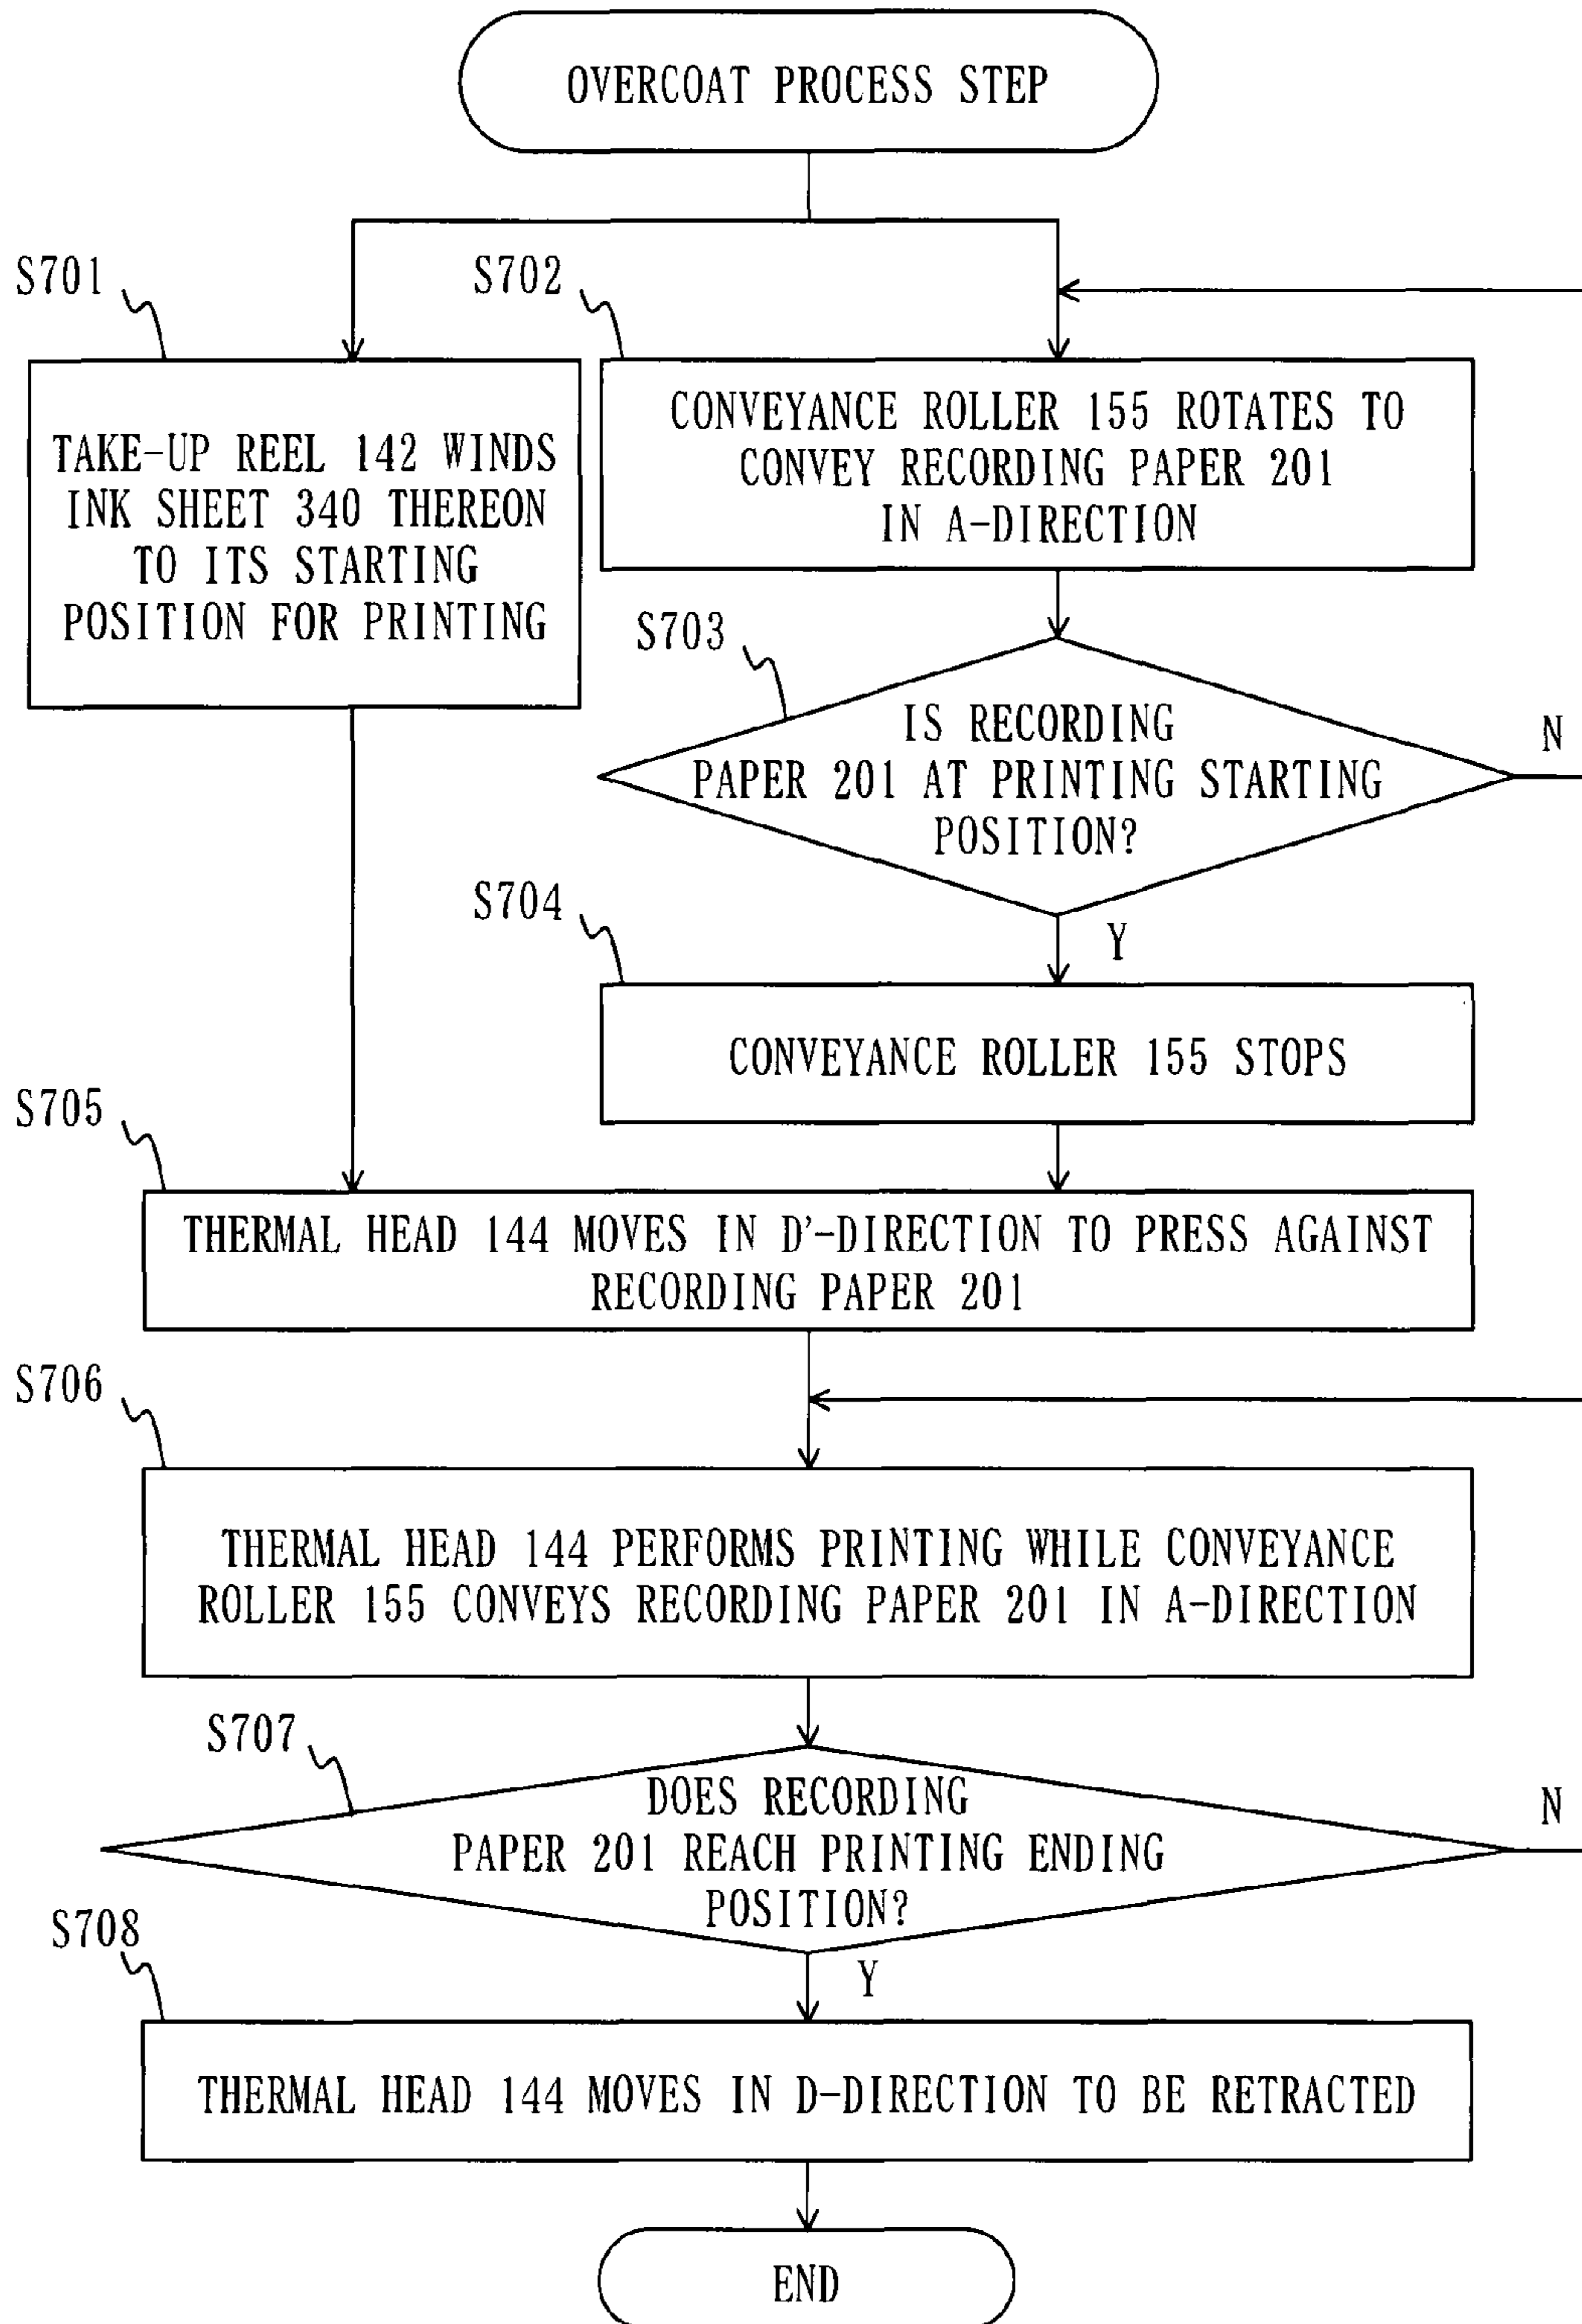 OVERCOAT PROCESS STEP
S701
S702
TAKE-UP REEL 142 WINDS
INK SHEET 340 THEREON
TO ITS STARTING
POSITION FOR PRINTING
CONVEYANCE ROLLER 155 ROTATES TO
CONVEY RECORDING PAPER 201
IN A-DIRECTION
S703
IS RECORDING
PAPER 201 AT PRINTING STARTING
POSITION?
N
Y
S704
CONVEYANCE ROLLER 155 STOPS
S705
THERMAL HEAD 144 MOVES IN D'-DIRECTION TO PRESS AGAINST
RECORDING PAPER 201
S706
THERMAL HEAD 144 PERFORMS PRINTING WHILE CONVEYANCE
ROLLER 155 CONVEYS RECORDING PAPER 201 IN A-DIRECTION
S707
DOES RECORDING
PAPER 201 REACH PRINTING ENDING
POSITION?
N
Y
S708
THERMAL HEAD 144 MOVES IN D-DIRECTION TO BE RETRACTED
END